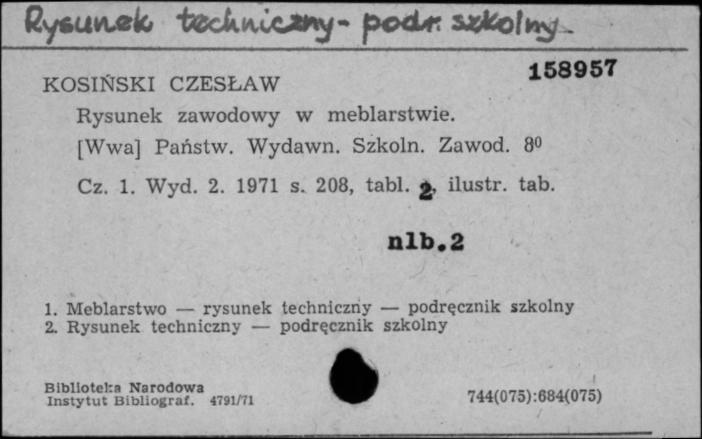 Rysunek techniczny - podr. szkolny
158957
KOSIŃSKI CZESŁAW
Rysunek zawodowy w meblarstwie.
[Wwa] Państw. Wydawn. Szkoln. Zawod. 8⁰
Cz. 1. Wyd. 2. 1971 s. 208, tabl. 2, ilustr. tab.
nlb.2
1. Meblarstwo — rysunek techniczny — podręcznik szkolny
2. Rysunek techniczny — podręcznik szkolny
Biblioteka Narodowa
Instytut Bibliograf. 4791/71
744(075):684(075)